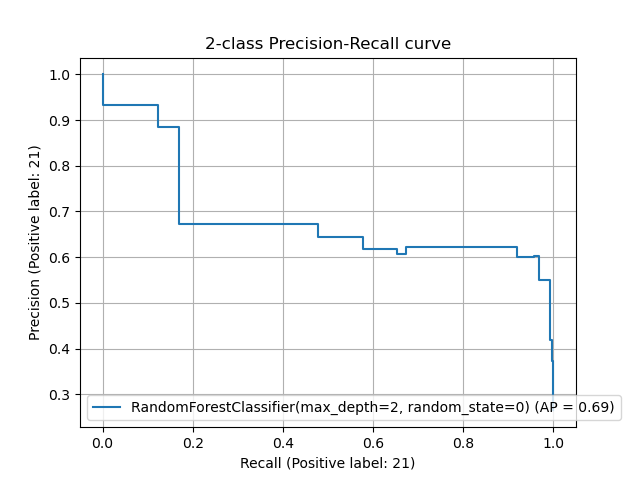 2-class Precision-Recall curve
1.0
0.9
0.8
0.7
0.6
0.5
0.4
0.3
Precision (Positive label: 21)
RandomForestClassifier(max_depth=2, random_state=0) (AP = 0.69)
0.0 0.2 0.4 0.6 0.8 1.0
Recall (Positive label: 21)